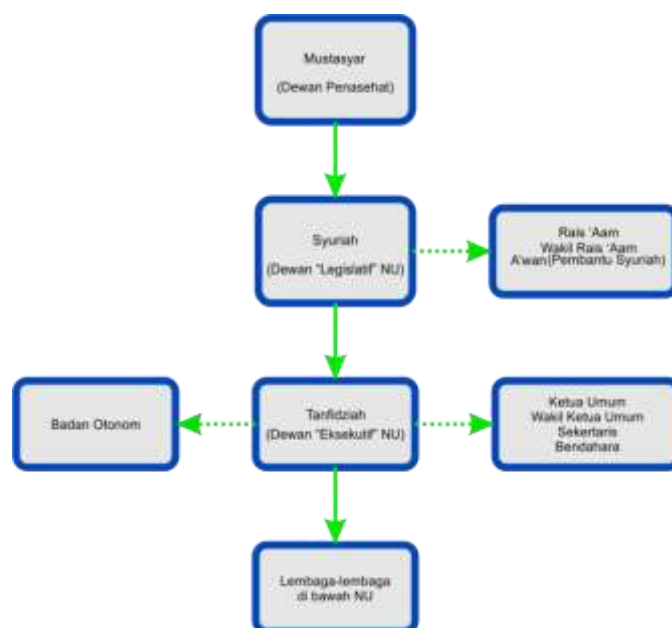 Mustasyar
(Dewan Penasehat)
Syuriah
(Dewan "Legislatif" NU)
Rais 'Aam
Wakil Rais 'Aam
A'wan(Pembantu Syuriah)
Badan Otonom
Tanfidziah
(Dewan "Eksekutif" NU)
Ketua Umum
Wakil Ketua Umum
Sekertaris
Bendahara
Lembaga-lembaga
di bawah NU